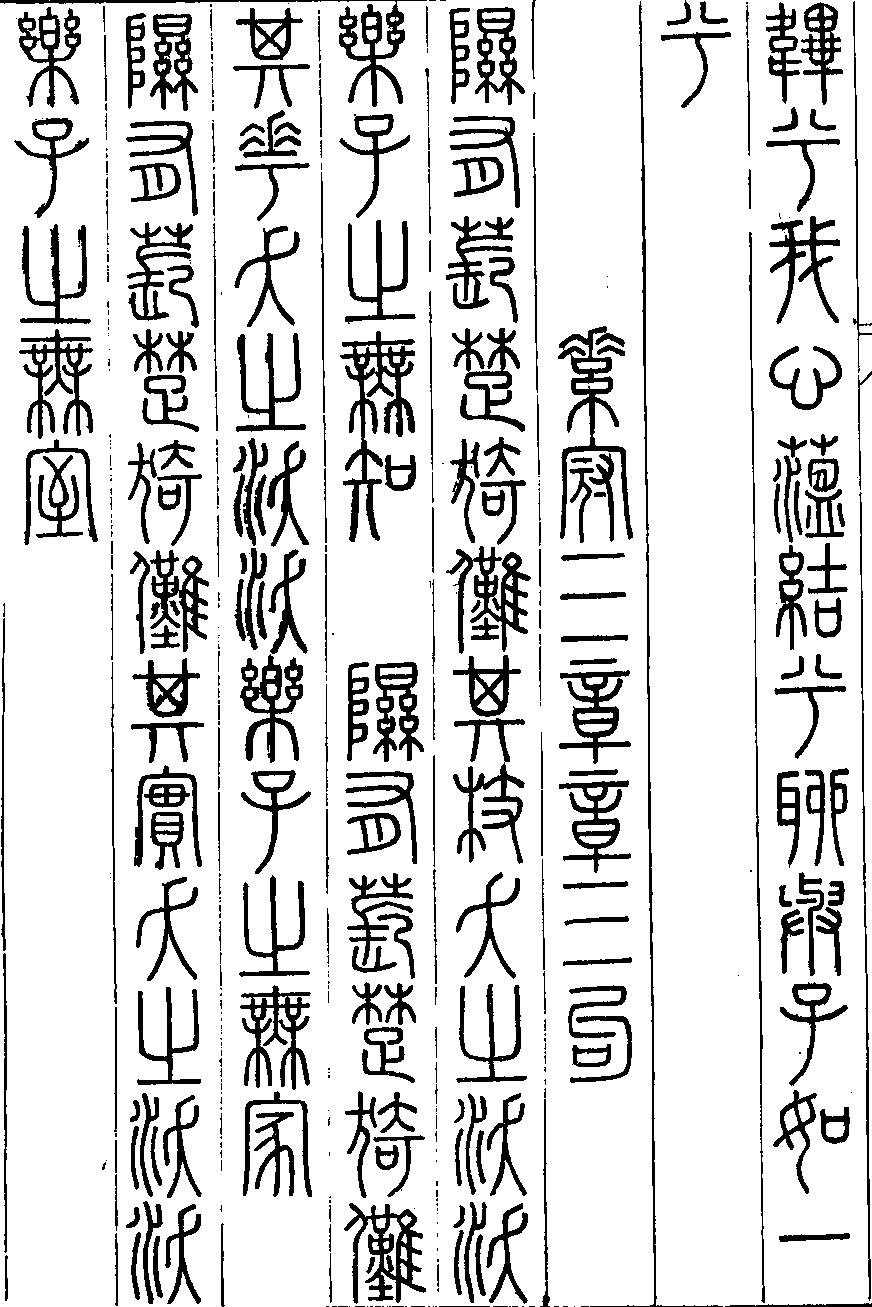 韠兮我心蘊結兮聊與子如一
兮
素冠三章章三句
隰有萇楚猗儺其枝夭之沃沃
樂子之無知　隰有萇楚猗儺
其華夭之沃沃樂子之無家
隰有萇楚猗儺其實夭之沃沃
樂子之無室